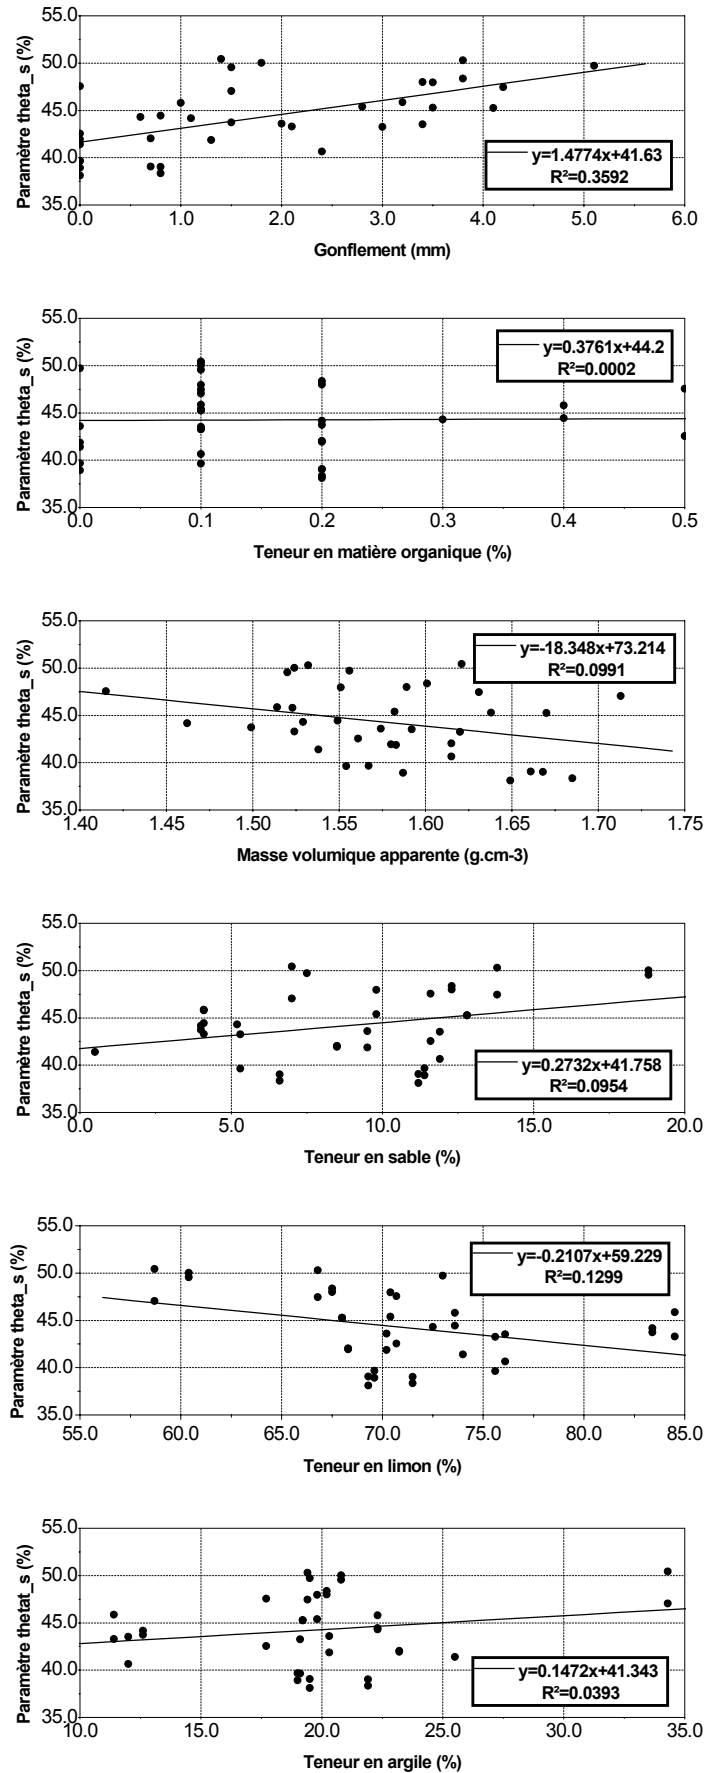 55.0
50.0
45.0
40.0
35.0
Paramètre theta_s (%)
y=1.4774x+41.63
R²=0.3592
0.0 1.0 2.0 3.0 4.0 5.0 6.0
Gonflement (mm)
55.0
50.0
45.0
40.0
35.0
Paramètre theta_s (%)
y=0.3761x+44.2
R²=0.0002
0.0 0.1 0.2 0.3 0.4 0.5
Teneur en matière organique (%)
55.0
50.0
45.0
40.0
35.0
Paramètre theta_s (%)
y=-18.348x+73.214
R²=0.0991
1.40 1.45 1.50 1.55 1.60 1.65 1.70 1.75
Masse volumique apparente (g.cm-3)
55.0
50.0
45.0
40.0
35.0
Paramètre theta_s (%)
y=0.2732x+41.758
R²=0.0954
0.0 5.0 10.0 15.0 20.0
Teneur en sable (%)
55.0
50.0
45.0
40.0
35.0
Paramètre theta_s (%)
y=-0.2107x+59.229
R²=0.1299
55.0 60.0 65.0 70.0 75.0 80.0 85.0
Teneur en limon (%)
55.0
50.0
45.0
40.0
35.0
Paramètre thetat_s (%)
y=0.1472x+41.343
R²=0.0393
10.0 15.0 20.0 25.0 30.0 35.0
Teneur en argile (%)